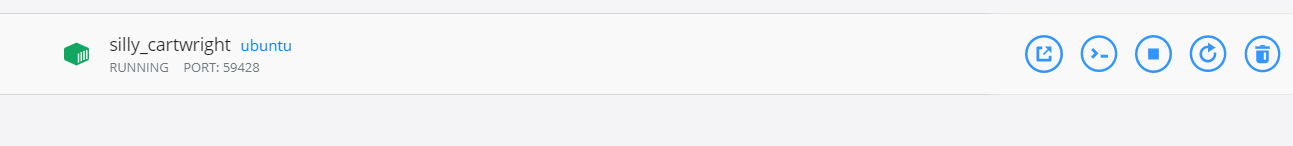 silly_cartwright ubuntu
RUNNING PORT: 59428